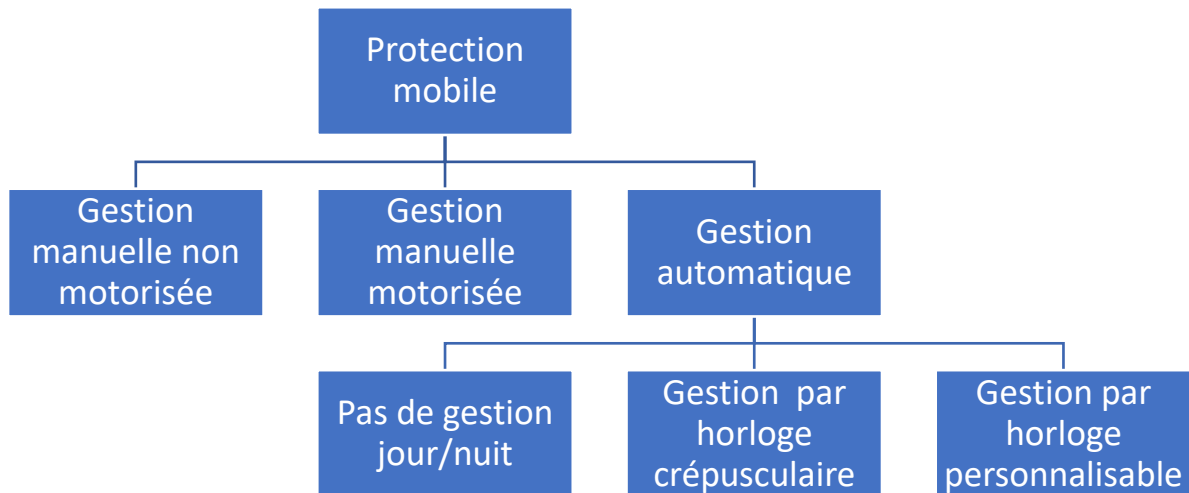 Protection
mobile
Gestion
manuelle non
motorisée
Gestion
manuelle
motorisée
Gestion
automatique
Pas de gestion
jour/nuit
Gestion par
horloge
crépusculaire
Gestion par
horloge
personnalisable